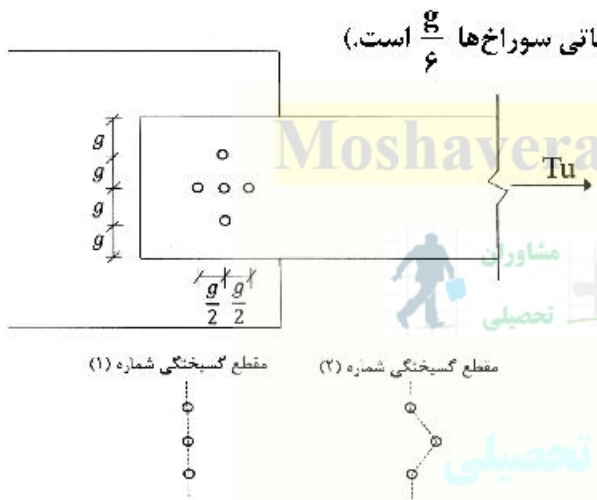 اتی سوراخ‌ها g/۶ است.)
Moshavera
g
g
g
g
Tu
g/2 g/2
مشاوران
تحصیلی
مقطع گسیختگی شماره (۱)
مقطع گسیختگی شماره (۲)
تحصیلی